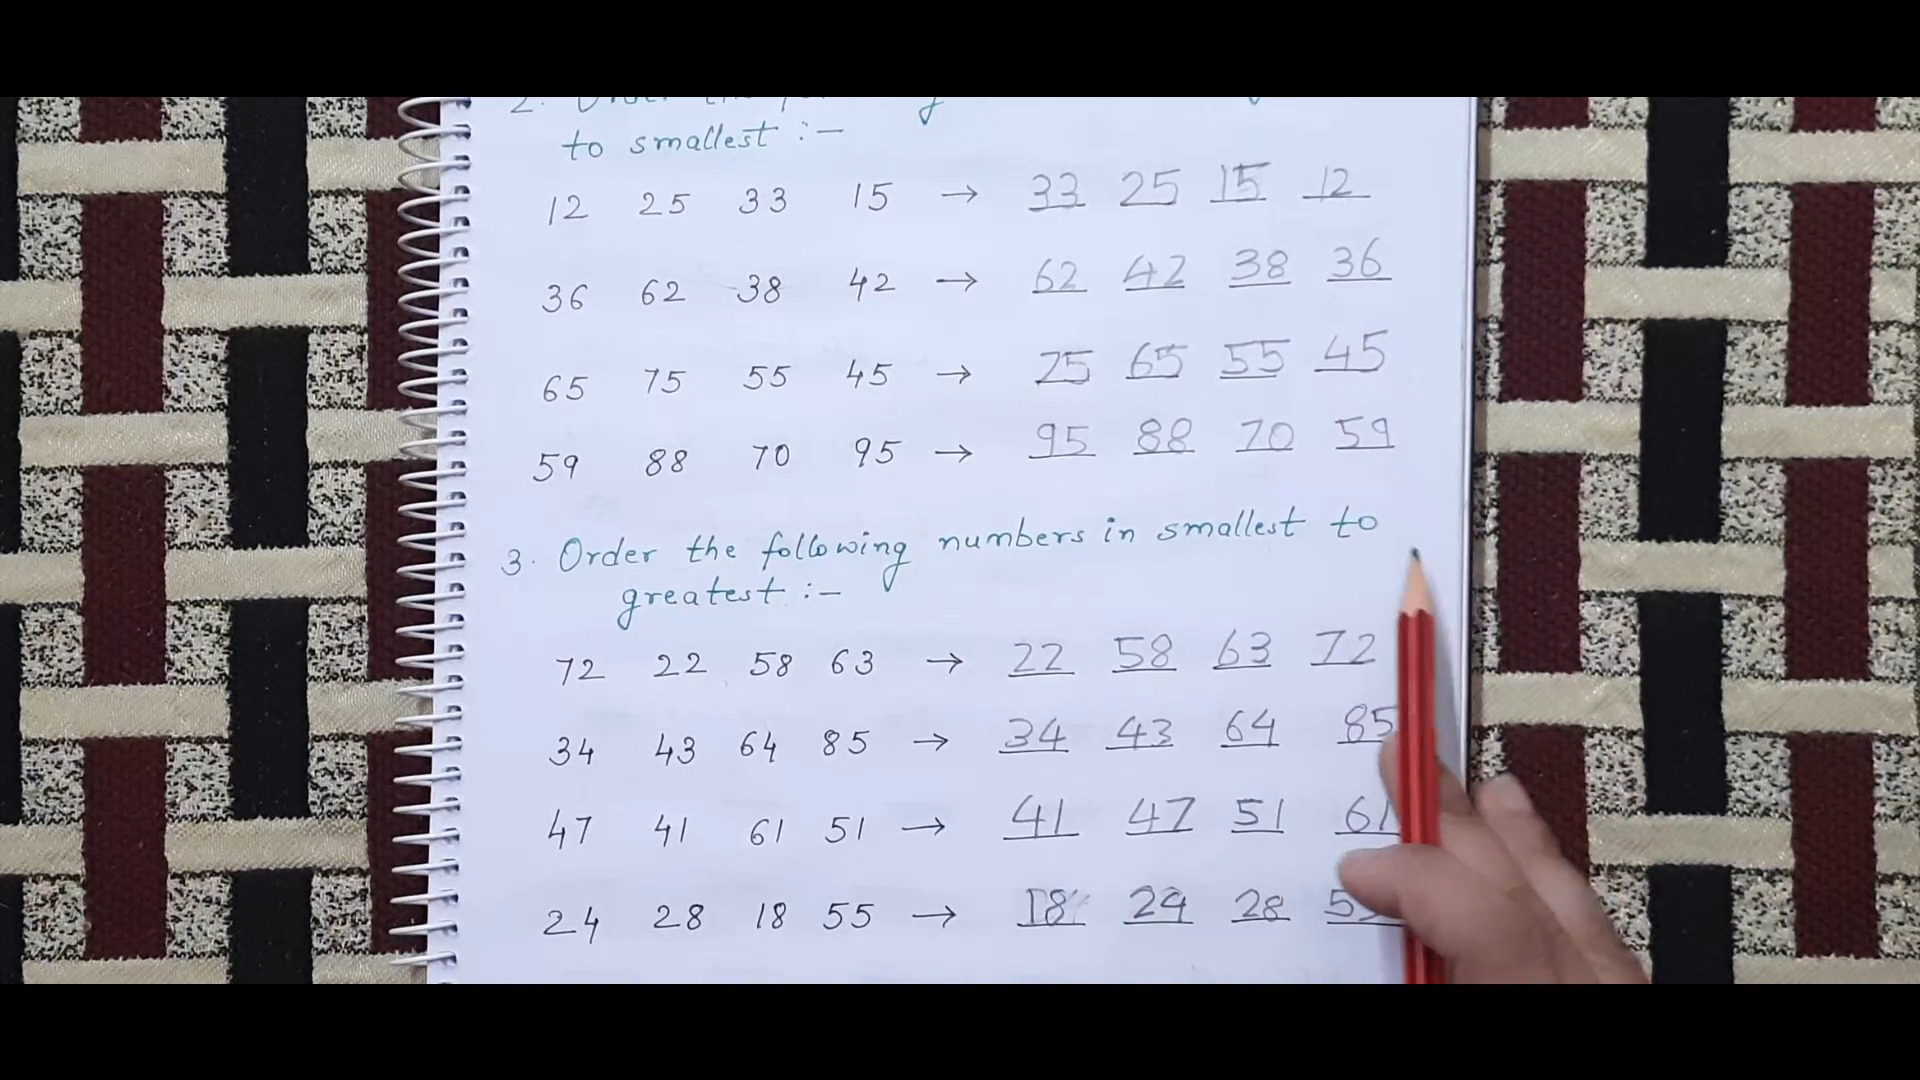 2.
to smallest :-
12 25 33 15 → 33 25 15 12
36 62 38 42 → 62 42 38 36
65 75 55 45 → 75 65 55 45
59 88 70 95 → 95 88 70 59
3. Order the following numbers in smallest to
greatest :-
72 22 58 63 → 22 58 63 72
34 43 64 85 → 34 43 64 85
47 41 61 51 → 41 47 51 61
24 28 18 55 → 18 24 28